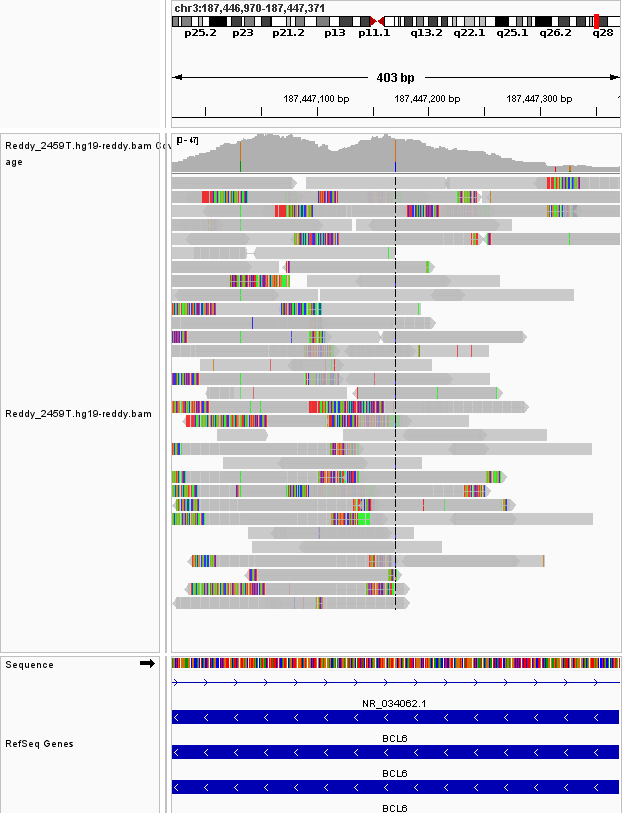 chr3:187,446,970-187,447,371
p25.2 p23 p21.2 p13 p11.1 q13.2 q22.1 q25.1 q26.2 q28
403 bp
187,447,100 bp 187,447,200 bp 187,447,300 bp
Reddy_2459T.hg19-reddy.bam Cov
age
[0 - 47]
Reddy_2459T.hg19-reddy.bam
Sequence
NR_034062.1
RefSeq Genes
BCL6
BCL6
BCL6